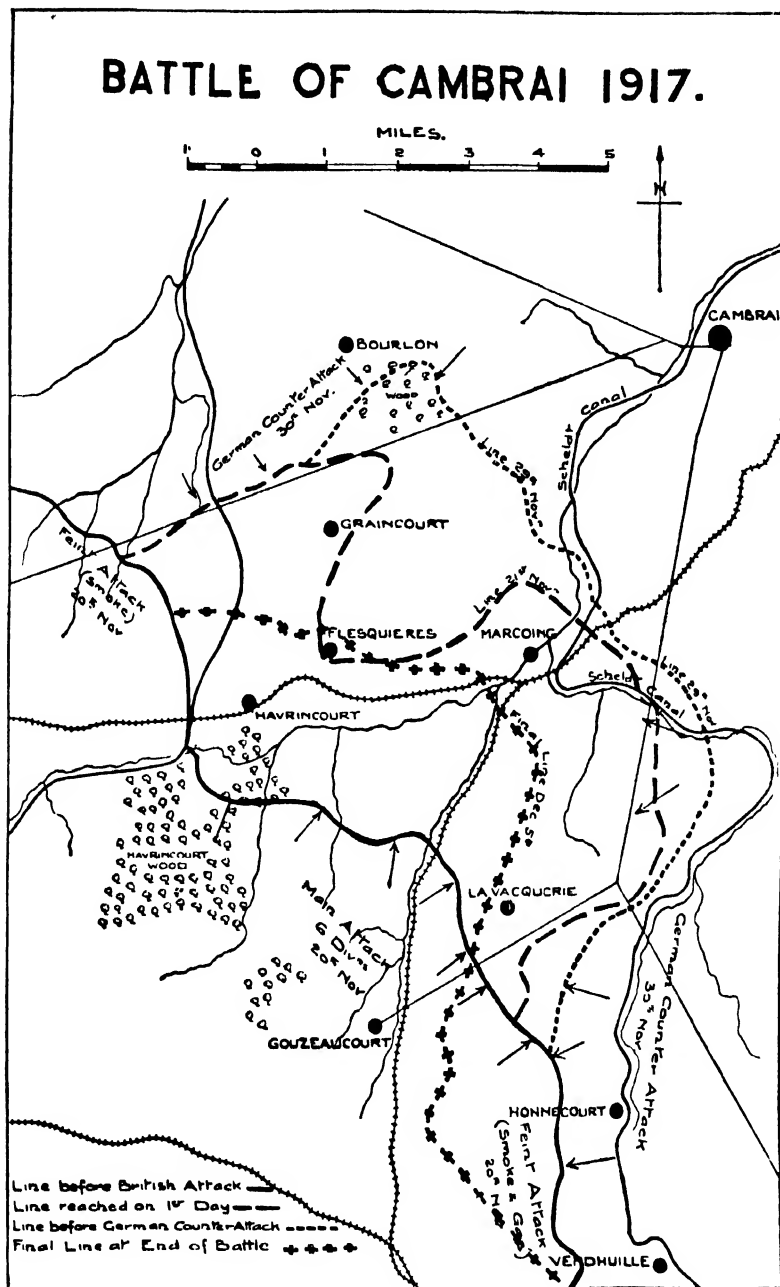 BATTLE OF CAMBRAI 1917.
MILES.
1 0 1 2 3 4 5
N
CAMBRAI
BOURLON
WOOD
German Counter Attack
30th Nov.
Scheldt Canal
Line 29th Nov
GRAINCOURT
Feint Attack
(Smoke)
20th Nov
Line 21st Nov
FLESQUIERES
MARCOING
Line 29th Nov
Scheldt Canal
HAVRINCOURT
Final Line Dec 5th
HAVRINCOURT
WOOD
LA VACQUERIE
Main Attack
6 Divns
20th Nov
German Counter Attack
30th Nov
GOUZEAUCOURT
HONNECOURT
Feint Attack
(Smoke & Gas)
20th Nov
Line before British Attack
Line reached on 1st Day
Line before German Counter Attack
Final Line at End of Battle
VENDHUILLE